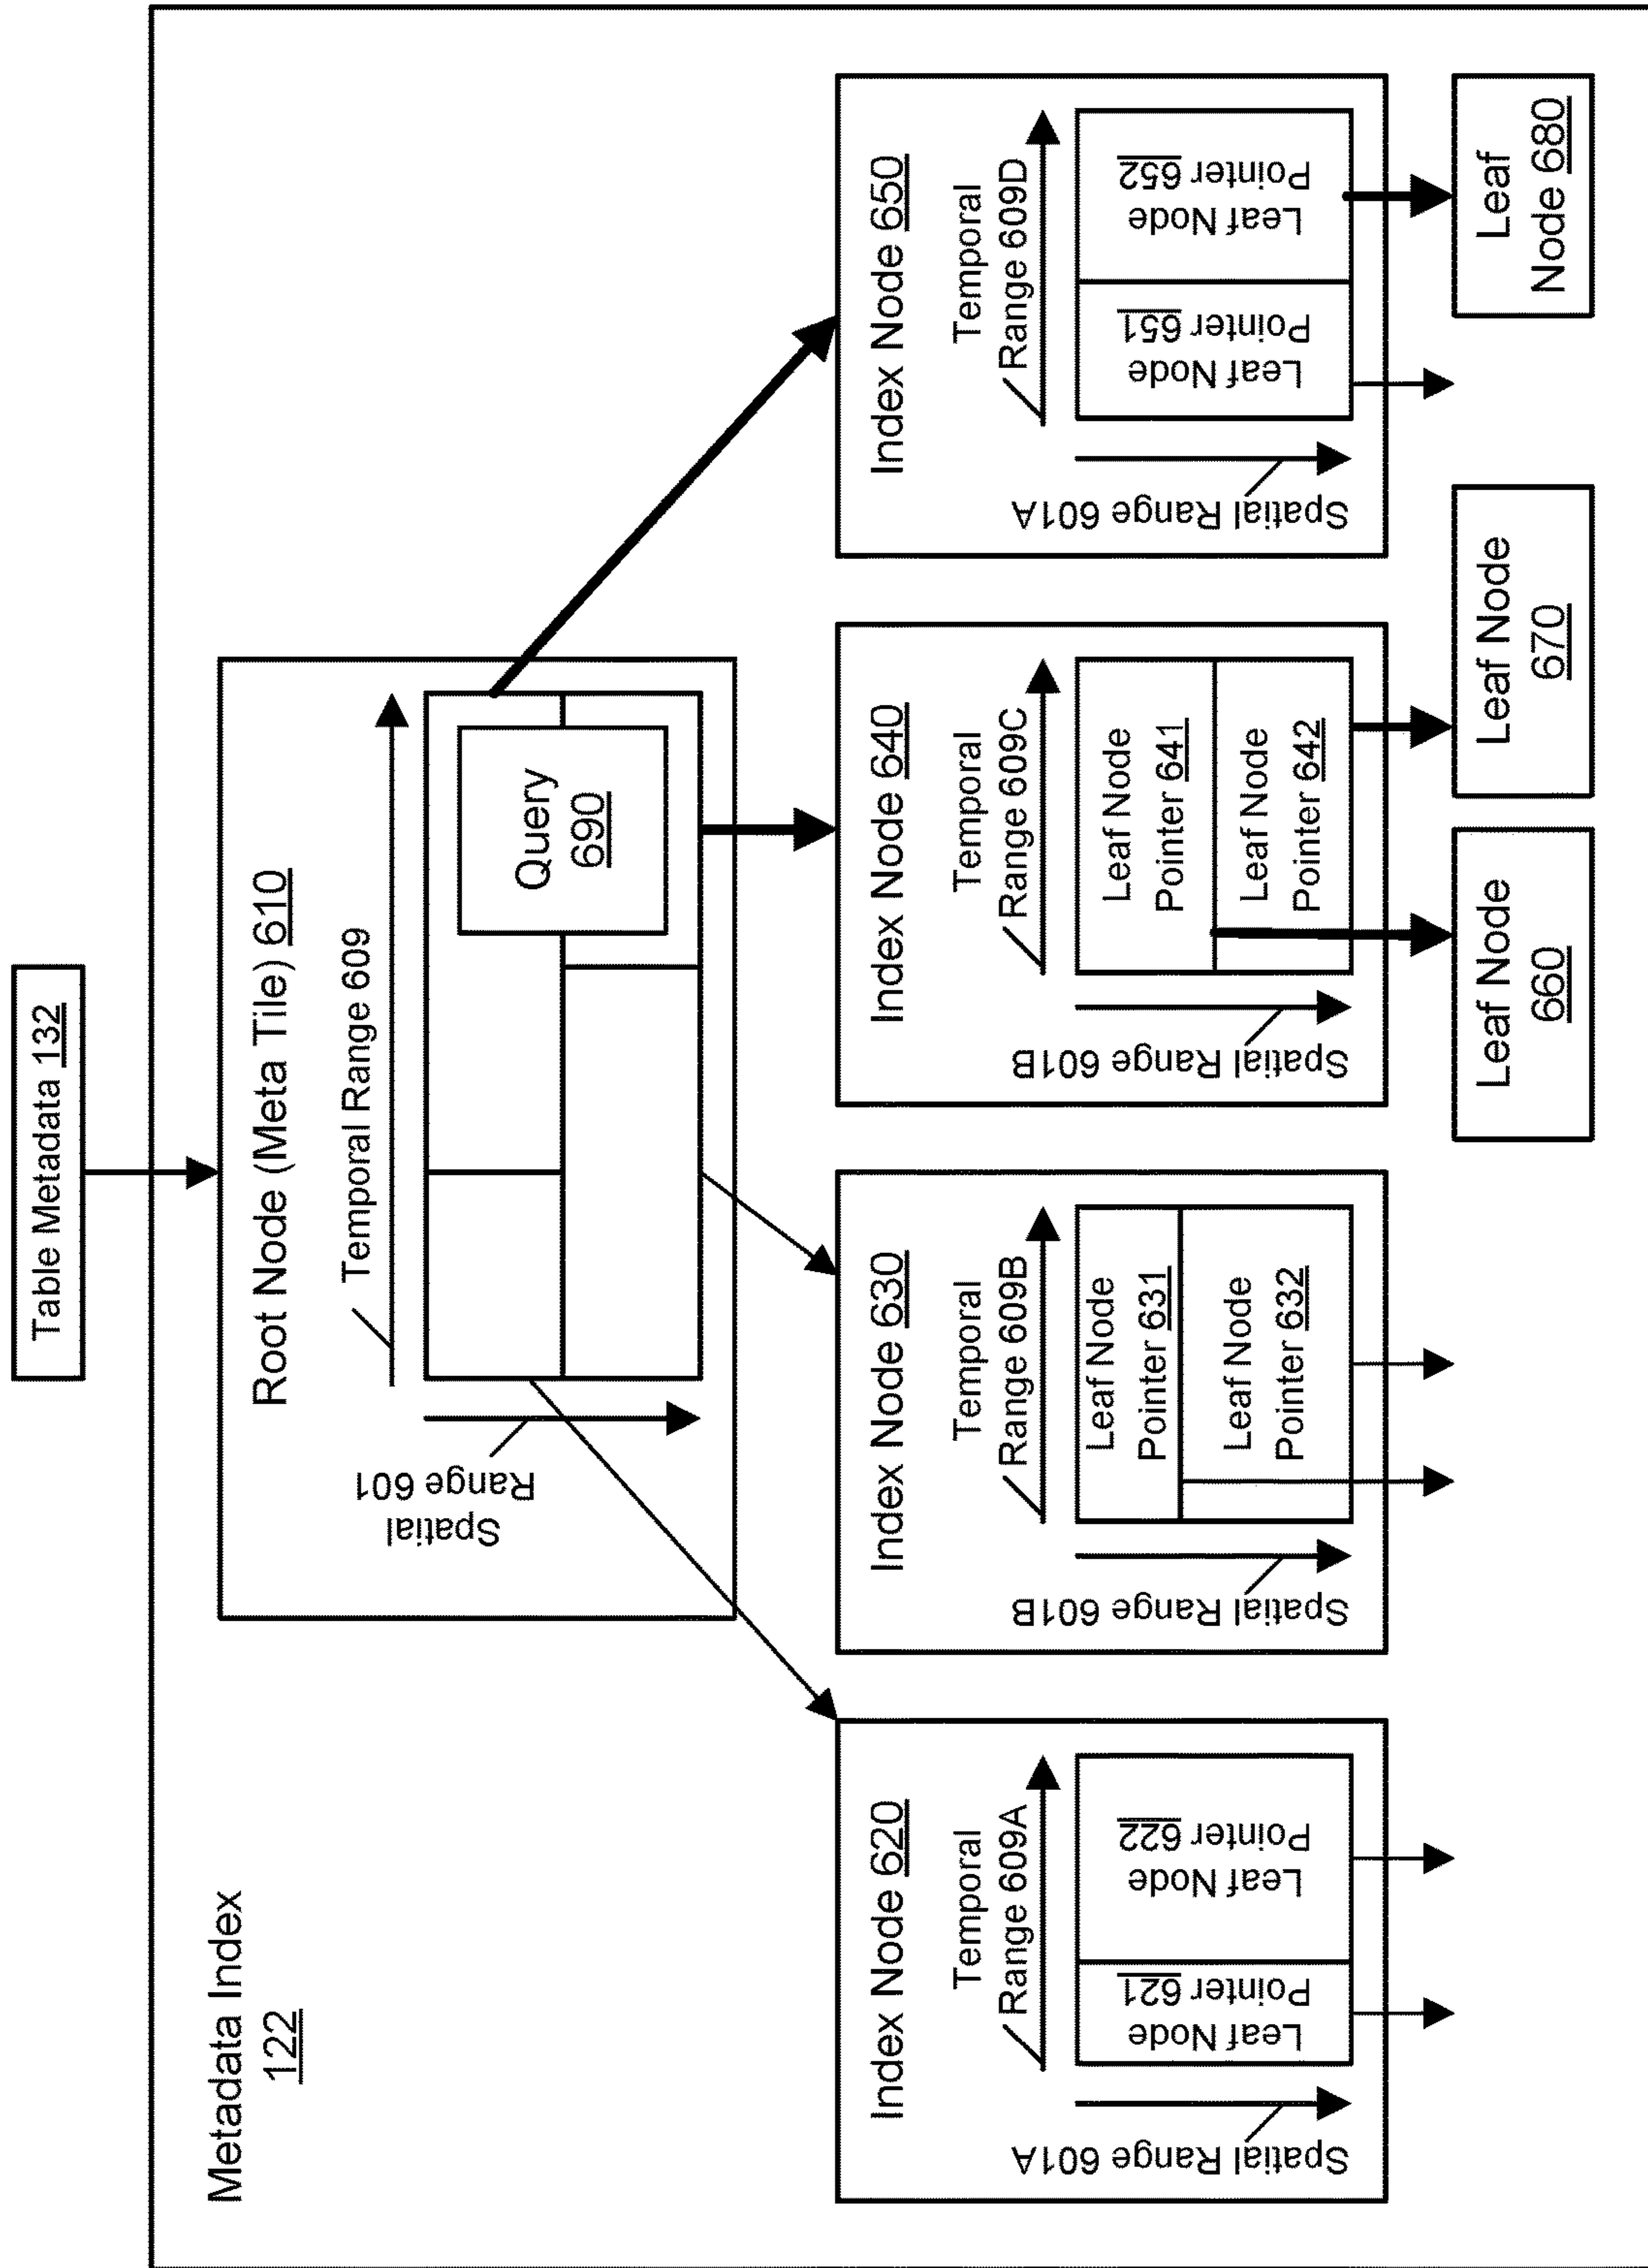 Table Metadata 132
Metadata Index
122
Root Node (Meta Tile) 610
Temporal Range 609
Spatial
Range 601
Query
690
Index Node 620
Temporal
Range 609A
Spatial Range 601A
Leaf Node
Pointer 621
Leaf Node
Pointer 622
Index Node 630
Temporal
Range 609B
Spatial Range 601B
Leaf Node
Pointer 631
Leaf Node
Pointer 632
Index Node 640
Temporal
Range 609C
Spatial Range 601B
Leaf Node
Pointer 641
Leaf Node
Pointer 642
Index Node 650
Temporal
Range 609D
Spatial Range 601A
Leaf Node
Pointer 651
Leaf Node
Pointer 652
Leaf Node
660
Leaf Node
670
Leaf
Node 680